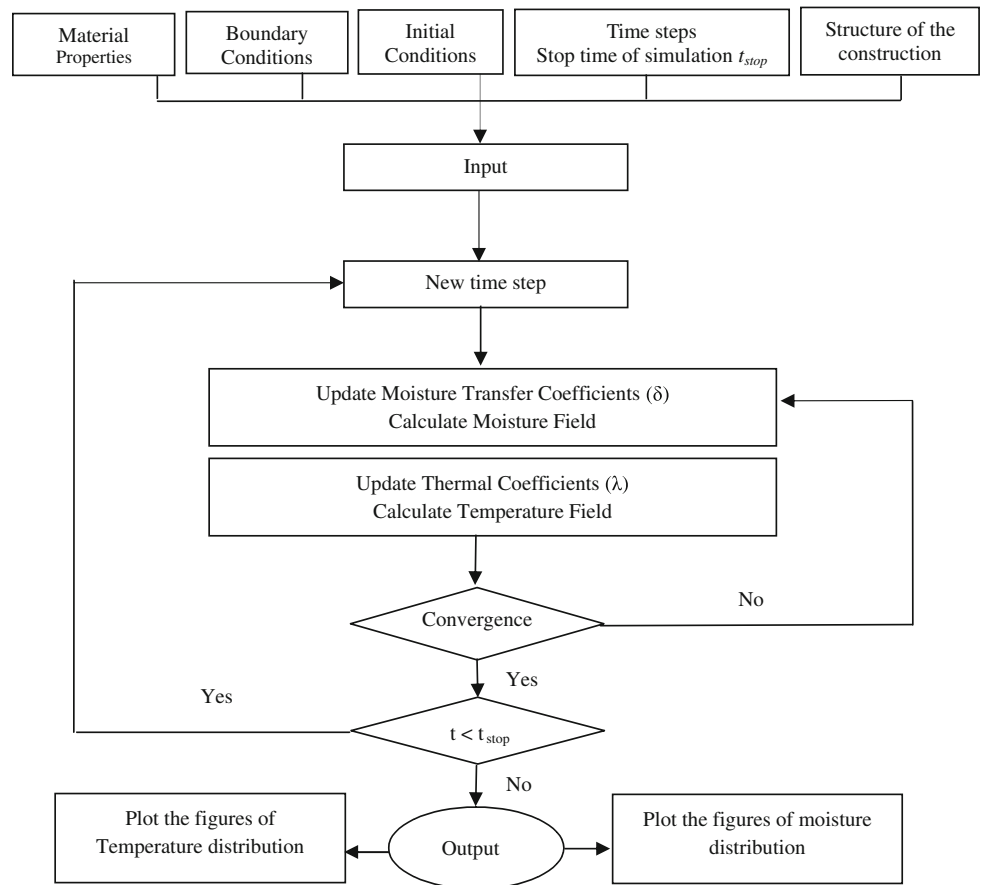 Material
Properties
Boundary
Conditions
Initial
Conditions
Time steps
Stop time of simulation t_stop
Structure of the
construction
Input
New time step
Update Moisture Transfer Coefficients (δ)
Calculate Moisture Field
Update Thermal Coefficients (λ)
Calculate Temperature Field
Convergence
No
Yes
Yes
t < t_stop
No
Plot the figures of
Temperature distribution
Output
Plot the figures of moisture
distribution